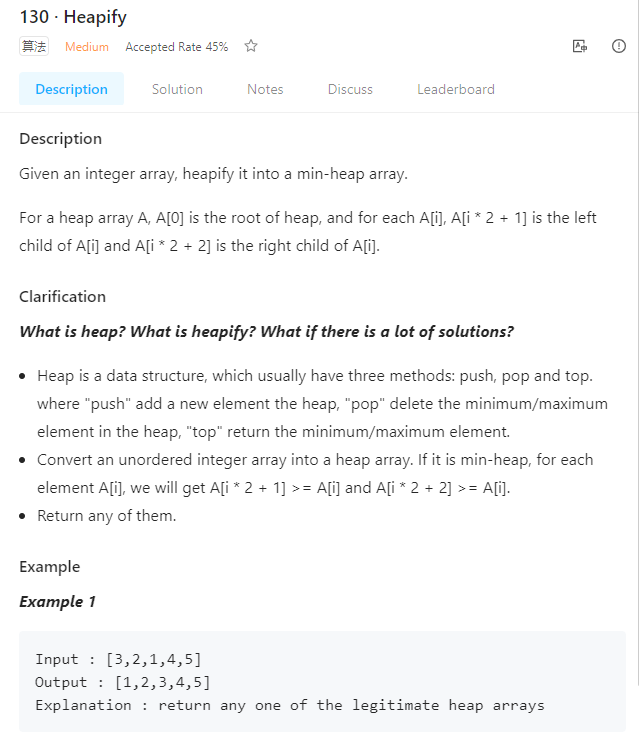 130 · Heapify
算法 Medium Accepted Rate 45%
Description Solution Notes Discuss Leaderboard
Description
Given an integer array, heapify it into a min-heap array.
For a heap array A, A[0] is the root of heap, and for each A[i], A[i * 2 + 1] is the left
child of A[i] and A[i * 2 + 2] is the right child of A[i].
Clarification
What is heap? What is heapify? What if there is a lot of solutions?
• Heap is a data structure, which usually have three methods: push, pop and top.
where "push" add a new element the heap, "pop" delete the minimum/maximum
element in the heap, "top" return the minimum/maximum element.
• Convert an unordered integer array into a heap array. If it is min-heap, for each
element A[i], we will get A[i * 2 + 1] >= A[i] and A[i * 2 + 2] >= A[i].
• Return any of them.
Example
Example 1
Input : [3,2,1,4,5]
Output : [1,2,3,4,5]
Explanation : return any one of the legitimate heap arrays